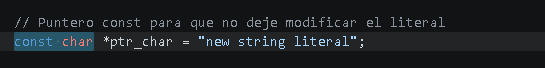 // Puntero const para que no deje modificar el literal
const char *ptr_char = "new string literal";